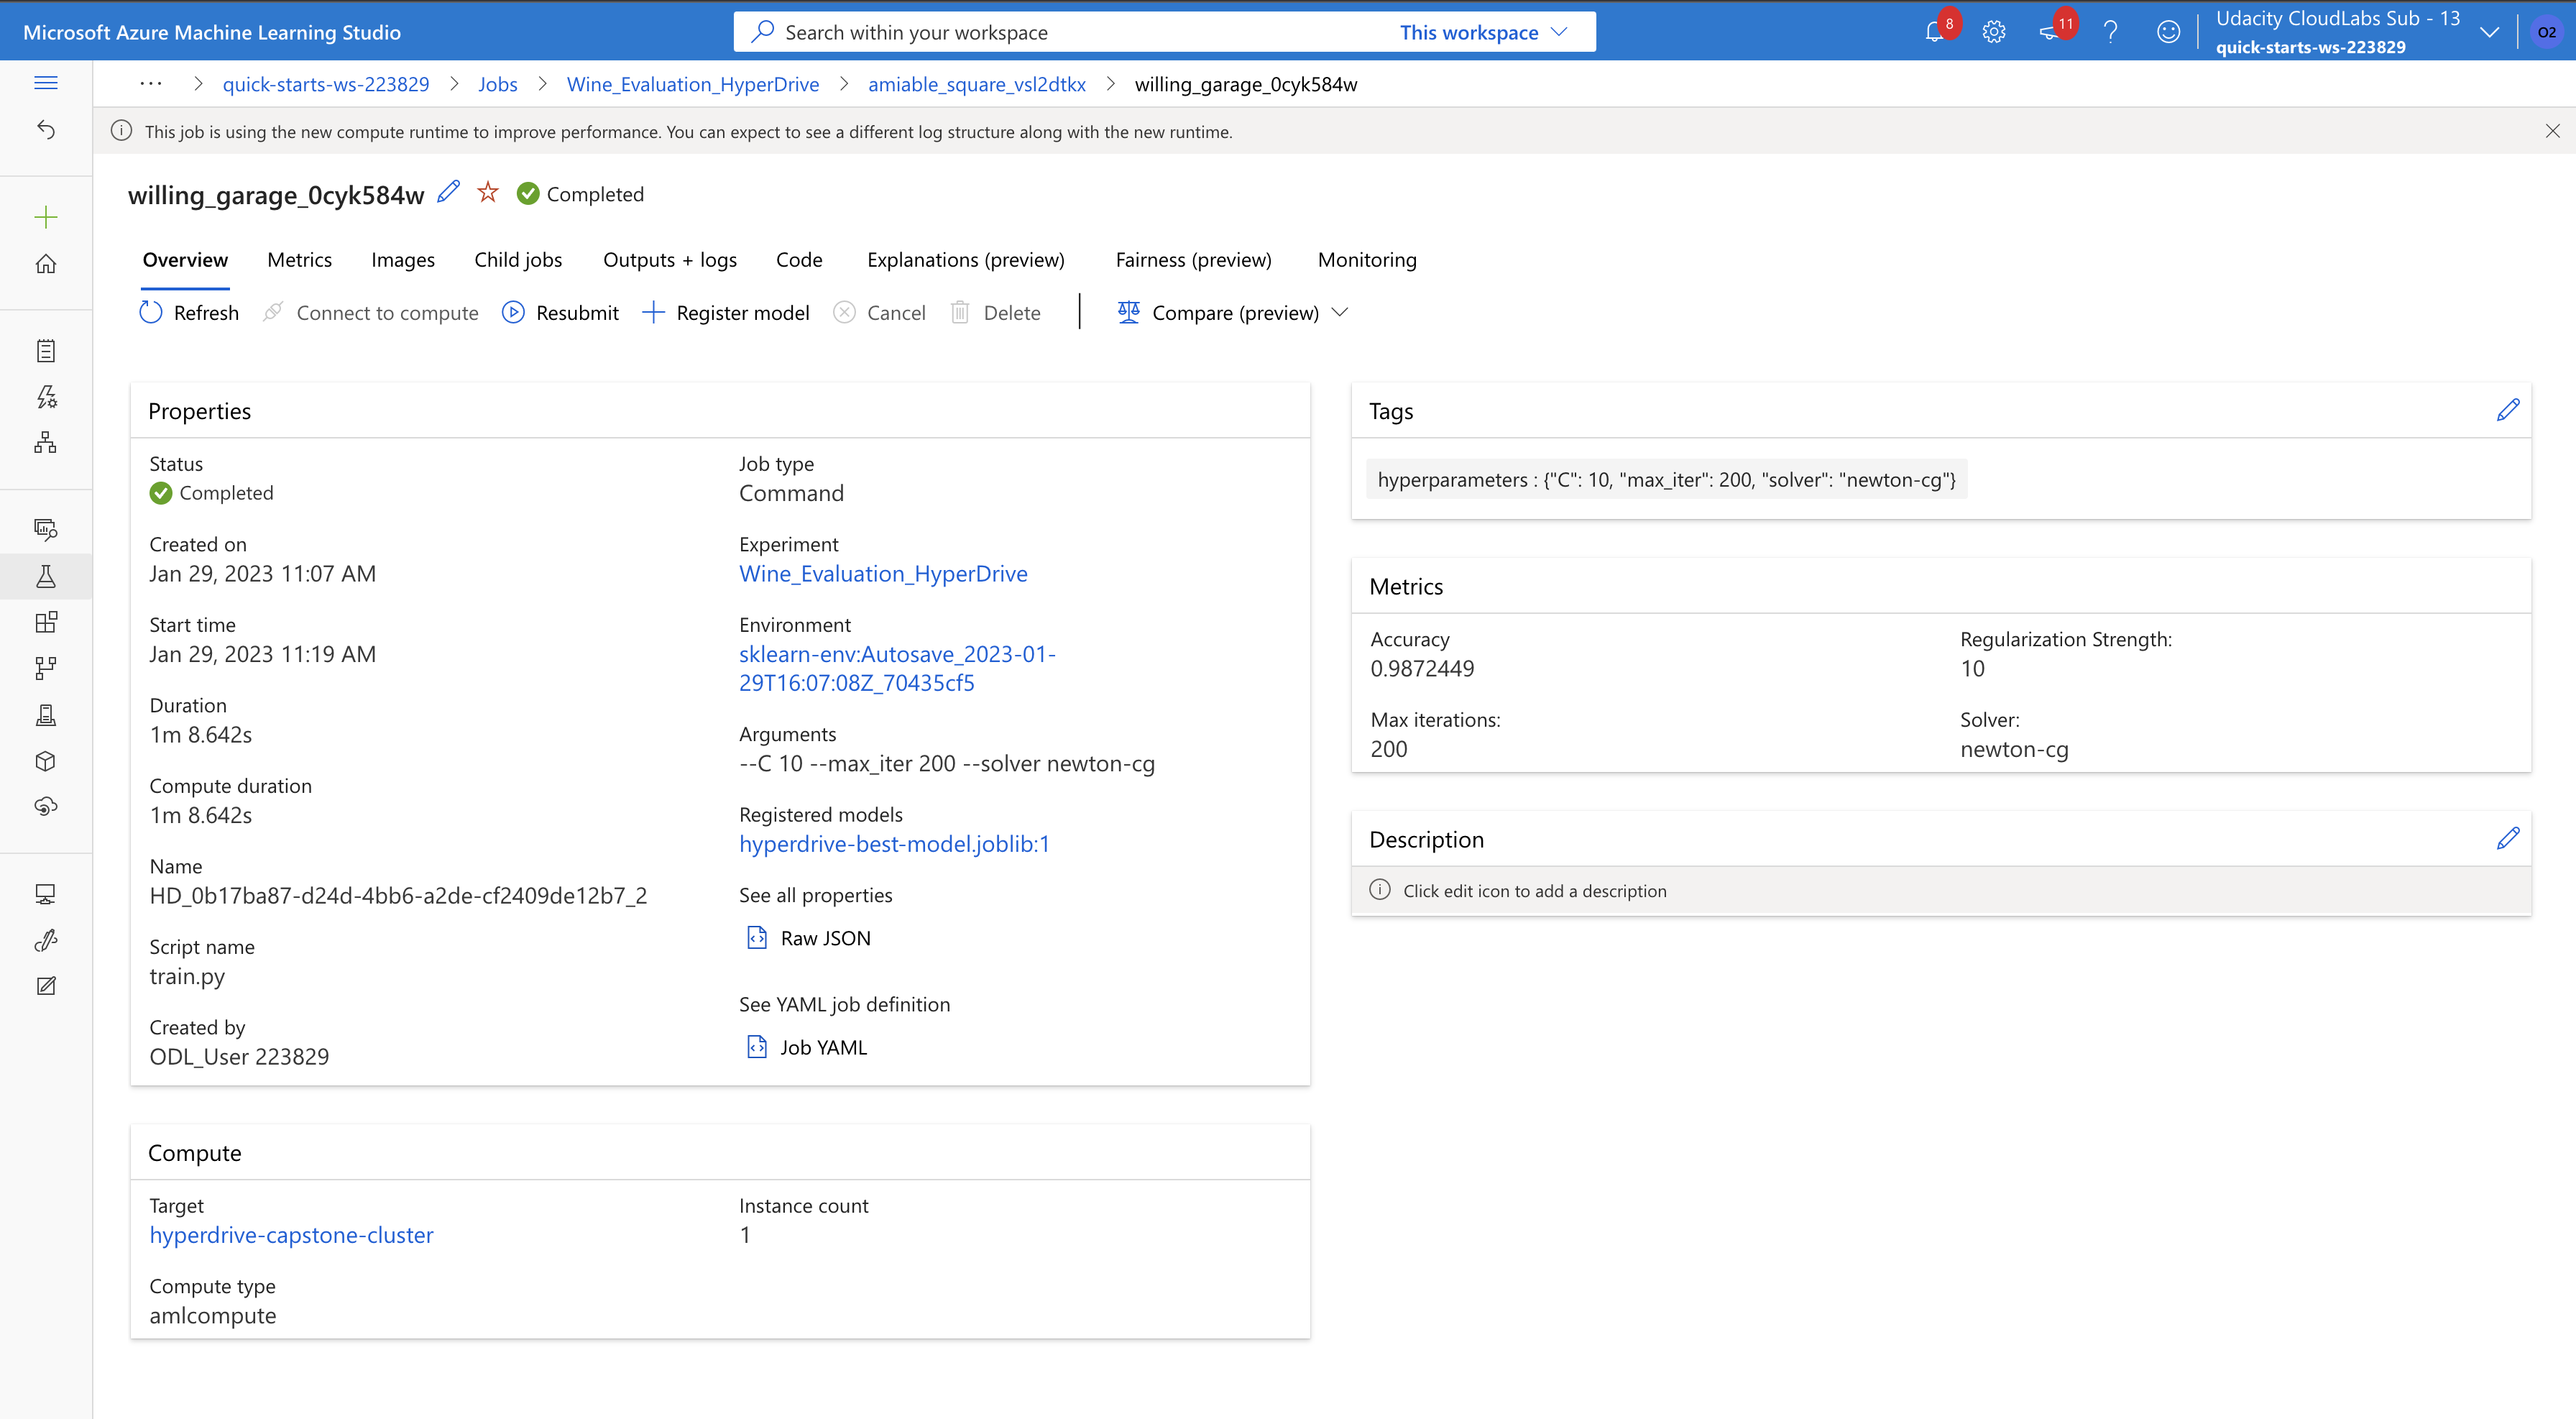 Microsoft Azure Machine Learning Studio
Search within your workspace
This workspace
8
11
Udacity CloudLabs Sub - 13
quick-starts-ws-223829
O2
... > quick-starts-ws-223829 > Jobs > Wine_Evaluation_HyperDrive > amiable_square_vsl2dtkx > willing_garage_0cyk584w
This job is using the new compute runtime to improve performance. You can expect to see a different log structure along with the new runtime.
willing_garage_0cyk584w
Completed
Overview Metrics Images Child jobs Outputs + logs Code Explanations (preview) Fairness (preview) Monitoring
Refresh Connect to compute Resubmit Register model Cancel Delete Compare (preview)
Properties
Status
Completed
Created on
Jan 29, 2023 11:07 AM
Start time
Jan 29, 2023 11:19 AM
Duration
1m 8.642s
Compute duration
1m 8.642s
Name
HD_0b17ba87-d24d-4bb6-a2de-cf2409de12b7_2
Script name
train.py
Created by
ODL_User 223829
Job type
Command
Experiment
Wine_Evaluation_HyperDrive
Environment
sklearn-env:Autosave_2023-01-
29T16:07:08Z_70435cf5
Arguments
--C 10 --max_iter 200 --solver newton-cg
Registered models
hyperdrive-best-model.joblib:1
See all properties
Raw JSON
See YAML job definition
Job YAML
Compute
Target
hyperdrive-capstone-cluster
Compute type
amlcompute
Instance count
1
Tags
hyperparameters : {"C": 10, "max_iter": 200, "solver": "newton-cg"}
Metrics
Accuracy
0.9872449
Max iterations:
200
Regularization Strength:
10
Solver:
newton-cg
Description
Click edit icon to add a description